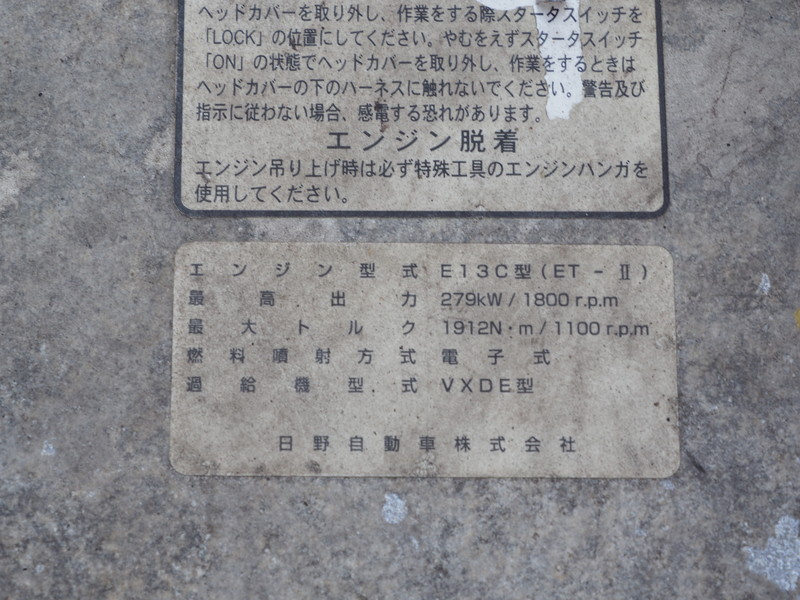 ヘッドカバーを取り外し、作業をする際スタータスイッチを
「LOCK」の位置にしてください。やむをえずスタータスイッチ
「ON」の状態でヘッドカバーを取り外し、作業をするときは
ヘッドカバーの下のハーネスに触れないでください。警告及び
指示に従わない場合、感電する恐れがあります。
エンジン脱着
エンジン吊り上げ時は必ず特殊工具のエンジンハンガを
使用してください。
エンジン型式 E13C型(ET-Ⅱ)
最高出力 279kW/1800r.p.m
最大トルク 1912N·m/1100r.p.m
燃料噴射方式 電子式
過給機型式 VXDE型
日野自動車株式会社